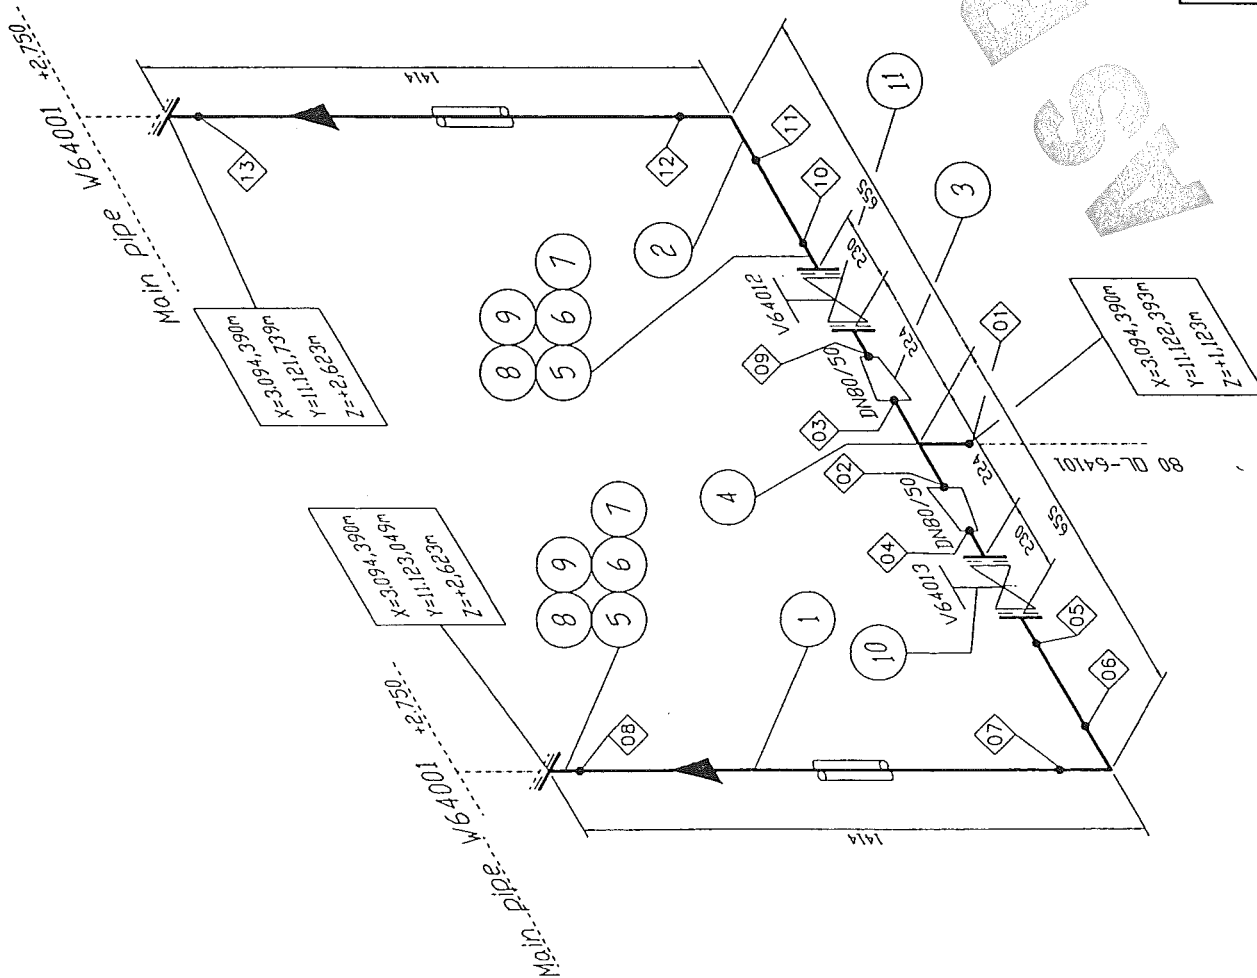 Main pipe W64001 +2.750
1414
13
12
11
10
2
11
3
X=3.094,390m
Y=11.121,739m
Z=+2,623m
8 9
5 6 7
V64012
655
230
224
09
DN80/50
03
01
4
02
X=3.094,390m
Y=11.122,393m
Z=+1,123m
80 OL-64101
X=3.094,390m
Y=11.123,049m
Z=+2,623m
8 9
5 6 7
DN80/50
04
224
230
655
V64013
10
1
05
06
07
08
1414
Main pipe W64001 +2.750
AS